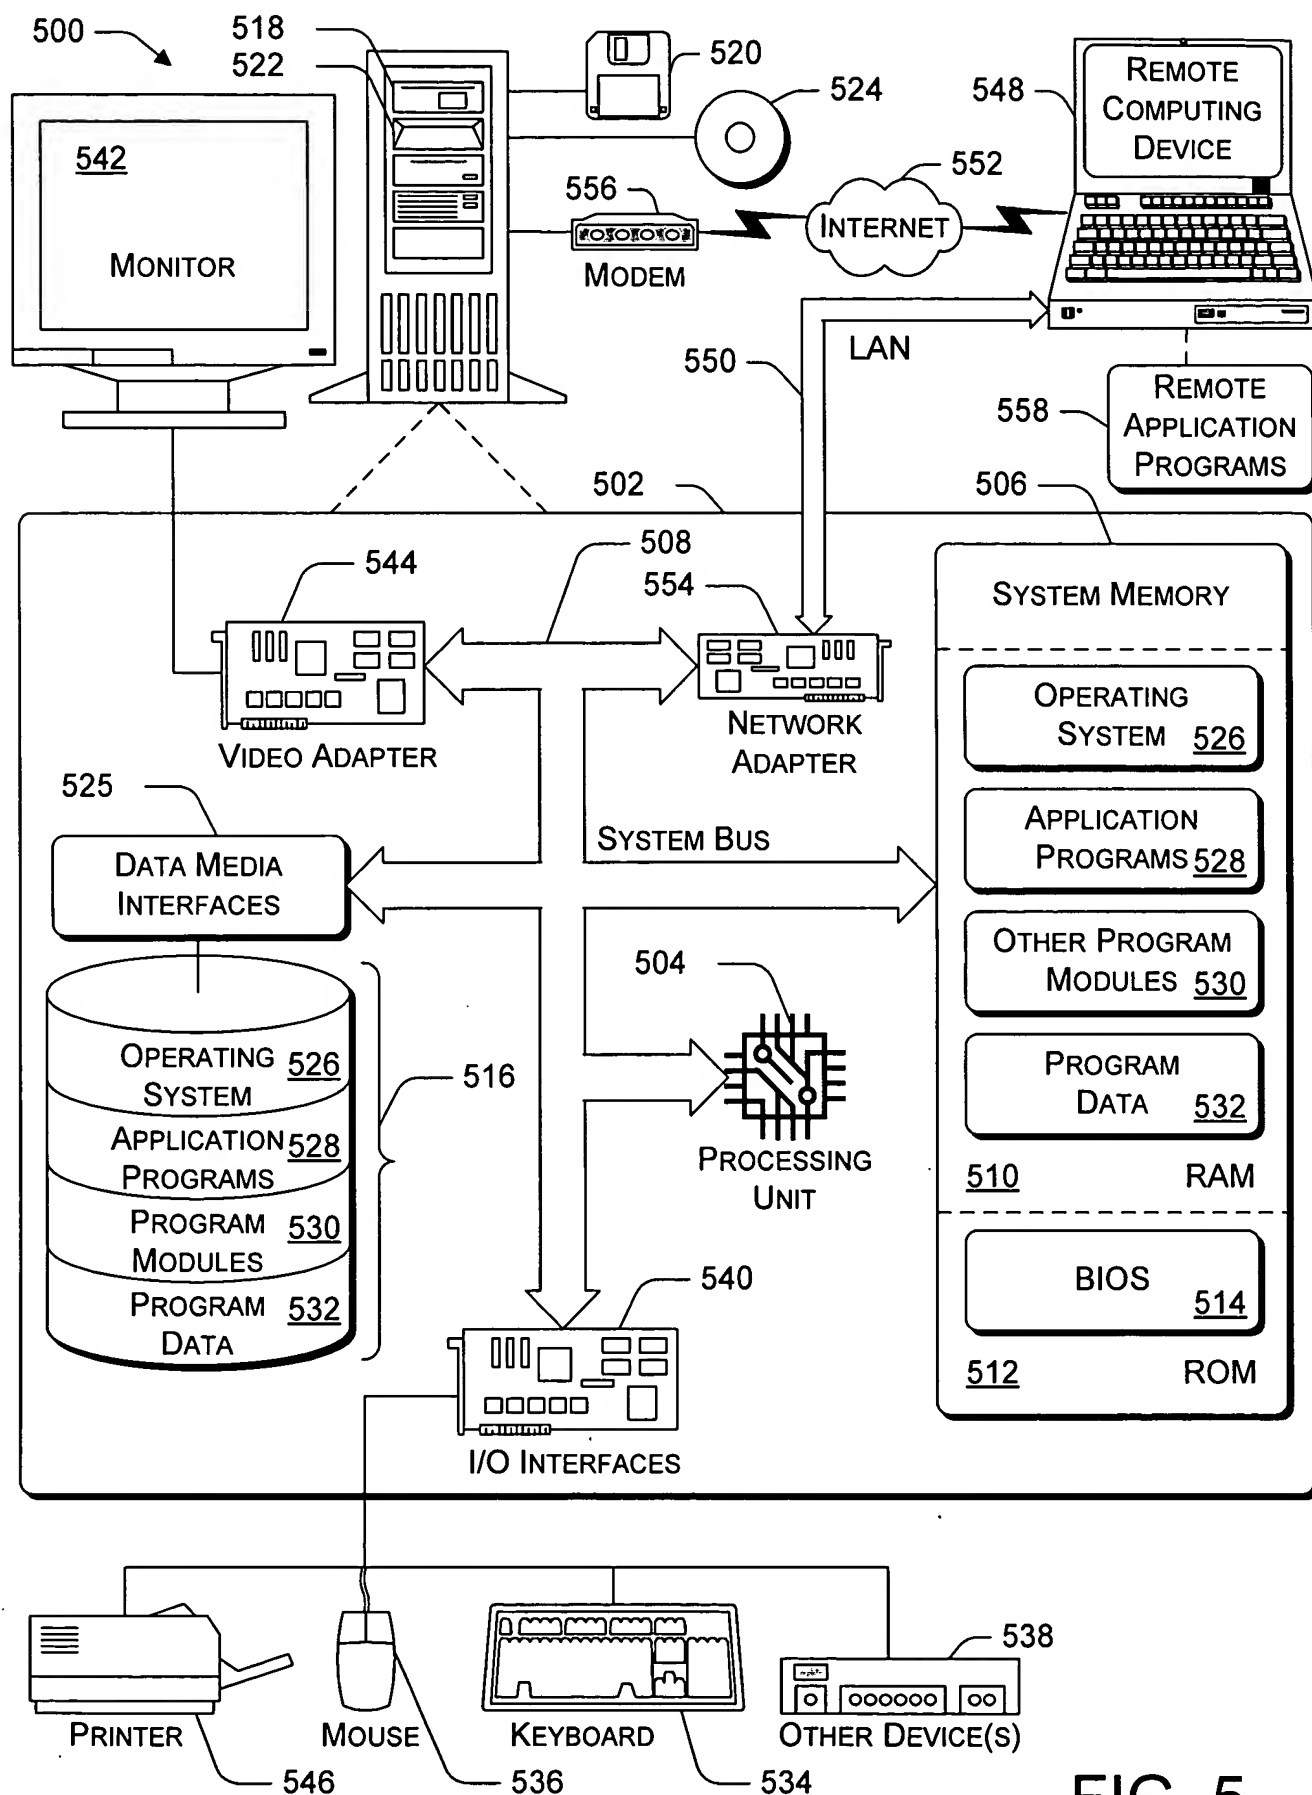 500
518
522
520
524
548
REMOTE
COMPUTING
DEVICE
542
MONITOR
556
MODEM
552
INTERNET
LAN
550
558
REMOTE
APPLICATION
PROGRAMS
502
506
544
508
554
SYSTEM MEMORY
VIDEO ADAPTER
NETWORK
ADAPTER
OPERATING
SYSTEM 526
525
DATA MEDIA
INTERFACES
SYSTEM BUS
APPLICATION
PROGRAMS 528
OTHER PROGRAM
MODULES 530
504
PROCESSING
UNIT
PROGRAM
DATA 532
510 RAM
OPERATING
SYSTEM 526
516
APPLICATION
PROGRAMS 528
PROGRAM
MODULES 530
PROGRAM
DATA 532
BIOS
514
512 ROM
540
I/O INTERFACES
PRINTER
546
MOUSE
536
KEYBOARD
534
538
OTHER DEVICE(S)
FIG. 5